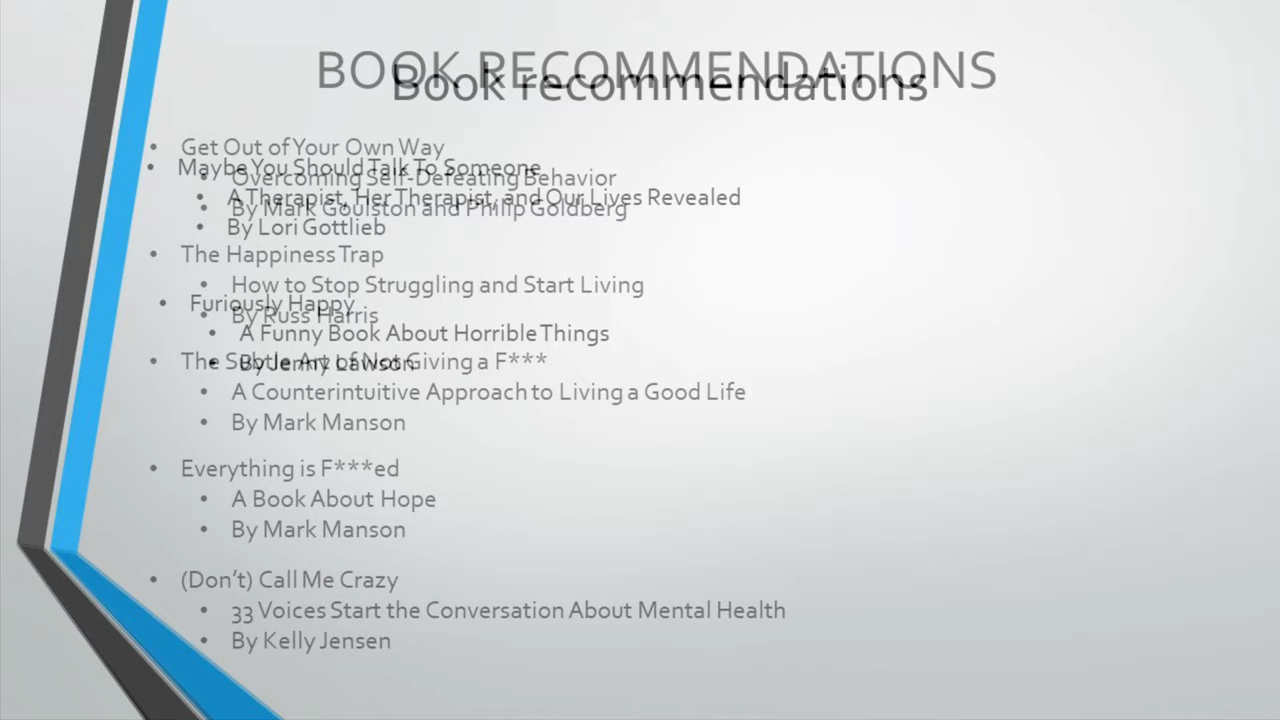 BOOK RECOMMENDATIONS
Book recommendations
Get Out of Your Own Way
Maybe You Should Talk To Someone
Overcoming Self-Defeating Behavior
A Therapist, Her Therapist, and Our Lives Revealed
By Mark Goulston and Philip Goldberg
By Lori Gottlieb
The Happiness Trap
How to Stop Struggling and Start Living
Furiously Happy
By Russ Harris
A Funny Book About Horrible Things
The Subtle Art of Not Giving a F***
By Jenny Lawson
A Counterintuitive Approach to Living a Good Life
By Mark Manson
Everything is F***ed
A Book About Hope
By Mark Manson
(Don't) Call Me Crazy
33 Voices Start the Conversation About Mental Health
By Kelly Jensen